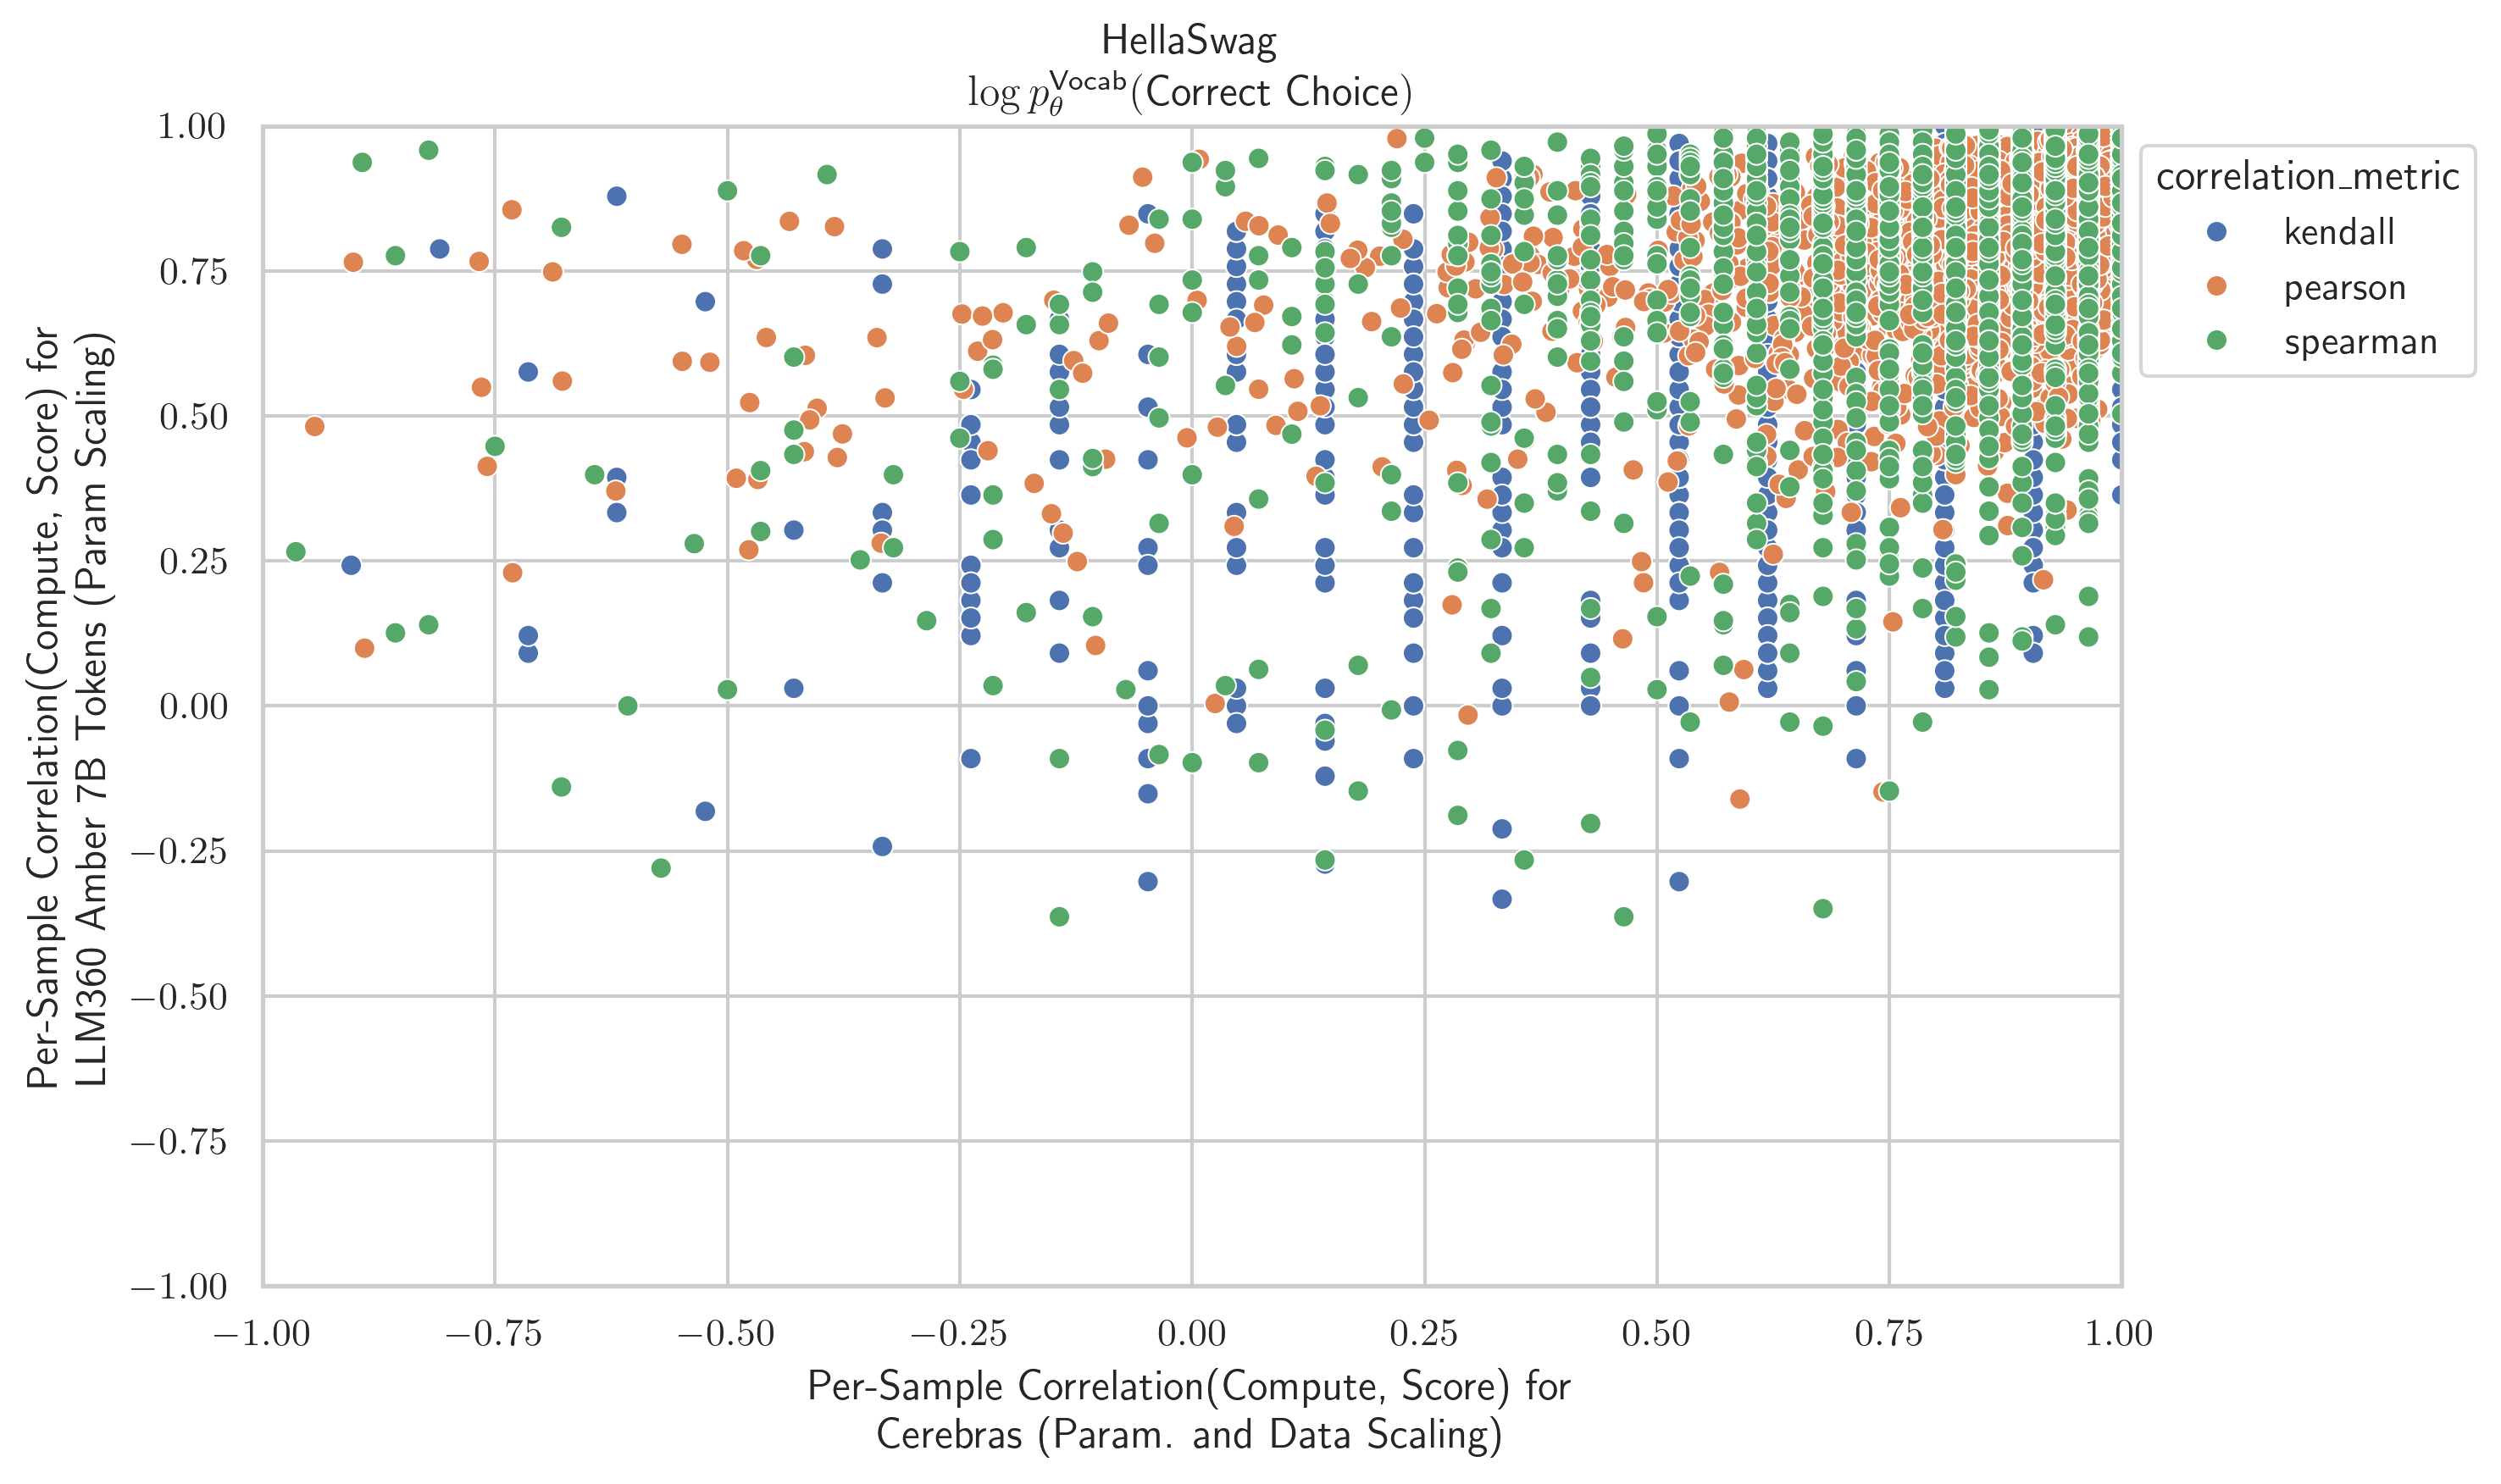 HellaSwag
log p_θ^Vocab(Correct Choice)
1.00
0.75
0.50
0.25
0.00
−0.25
−0.50
−0.75
−1.00
Per-Sample Correlation(Compute, Score) for
LLM360 Amber 7B Tokens (Param Scaling)
correlation_metric
kendall
pearson
spearman
−1.00 −0.75 −0.50 −0.25 0.00 0.25 0.50 0.75 1.00
Per-Sample Correlation(Compute, Score) for
Cerebras (Param. and Data Scaling)